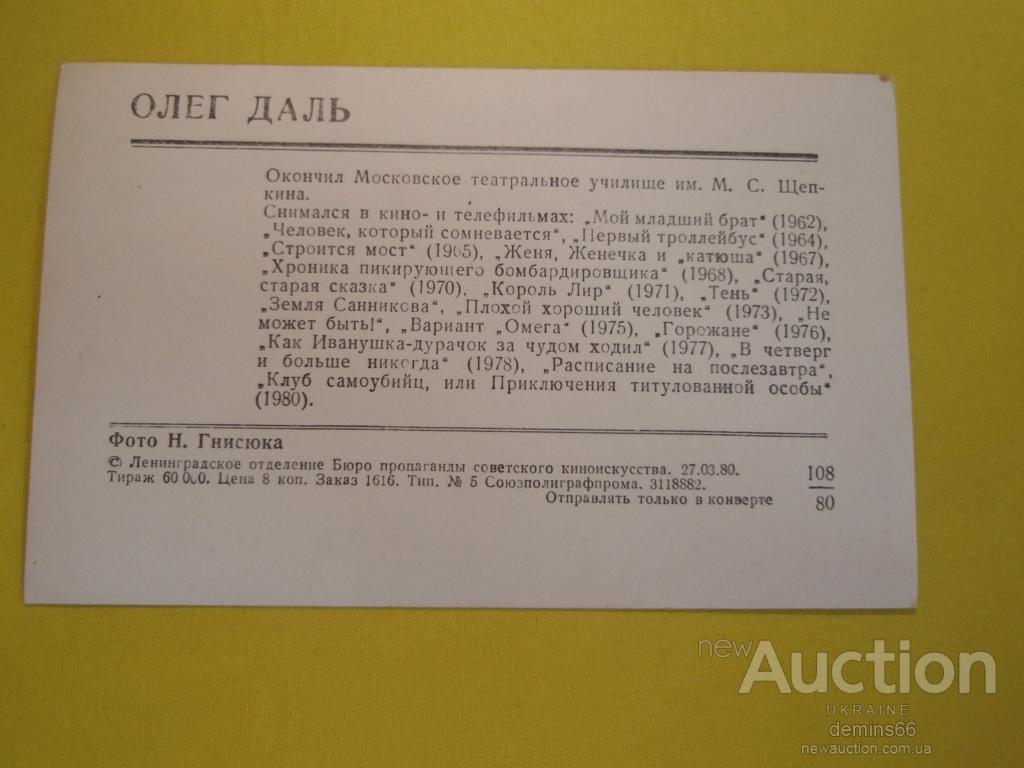 ОЛЕГ ДАЛЬ
Окончил Московское театральное училище им. М. С. Щеп-
кина.
Снимался в кино- и телефильмах: „Мой младший брат“ (1962),
„Человек, который сомневается“, „Первый троллейбус“ (1964),
„Строится мост“ (1965), „Женя, Женечка и „катюша“ (1967),
„Хроника пикирующего бомбардировщика“ (1968), „Старая,
старая сказка“ (1970), „Король Лир“ (1971), „Тень“ (1972),
„Земля Санникова“, „Плохой хороший человек“ (1973), „Не
может быть!“, „Вариант „Омега“ (1975), „Горожане“ (1976),
„Как Иванушка-дурачок за чудом ходил“ (1977), „В четверг
и больше никогда“ (1978), „Расписание на послезавтра“,
„Клуб самоубийц, или Приключения титулованной особы“
(1980).
Фото Н. Гнисюка
© Ленинградское отделение Бюро пропаганды советского киноискусства. 27.03.80.
Тираж 60 000. Цена 8 коп. Заказ 1616. Тип. № 5 Союзполиграфпрома. 3118882.
Отправлять только в конверте
108
80
newAuction
UKRAINE
demins66
newauction.com.ua